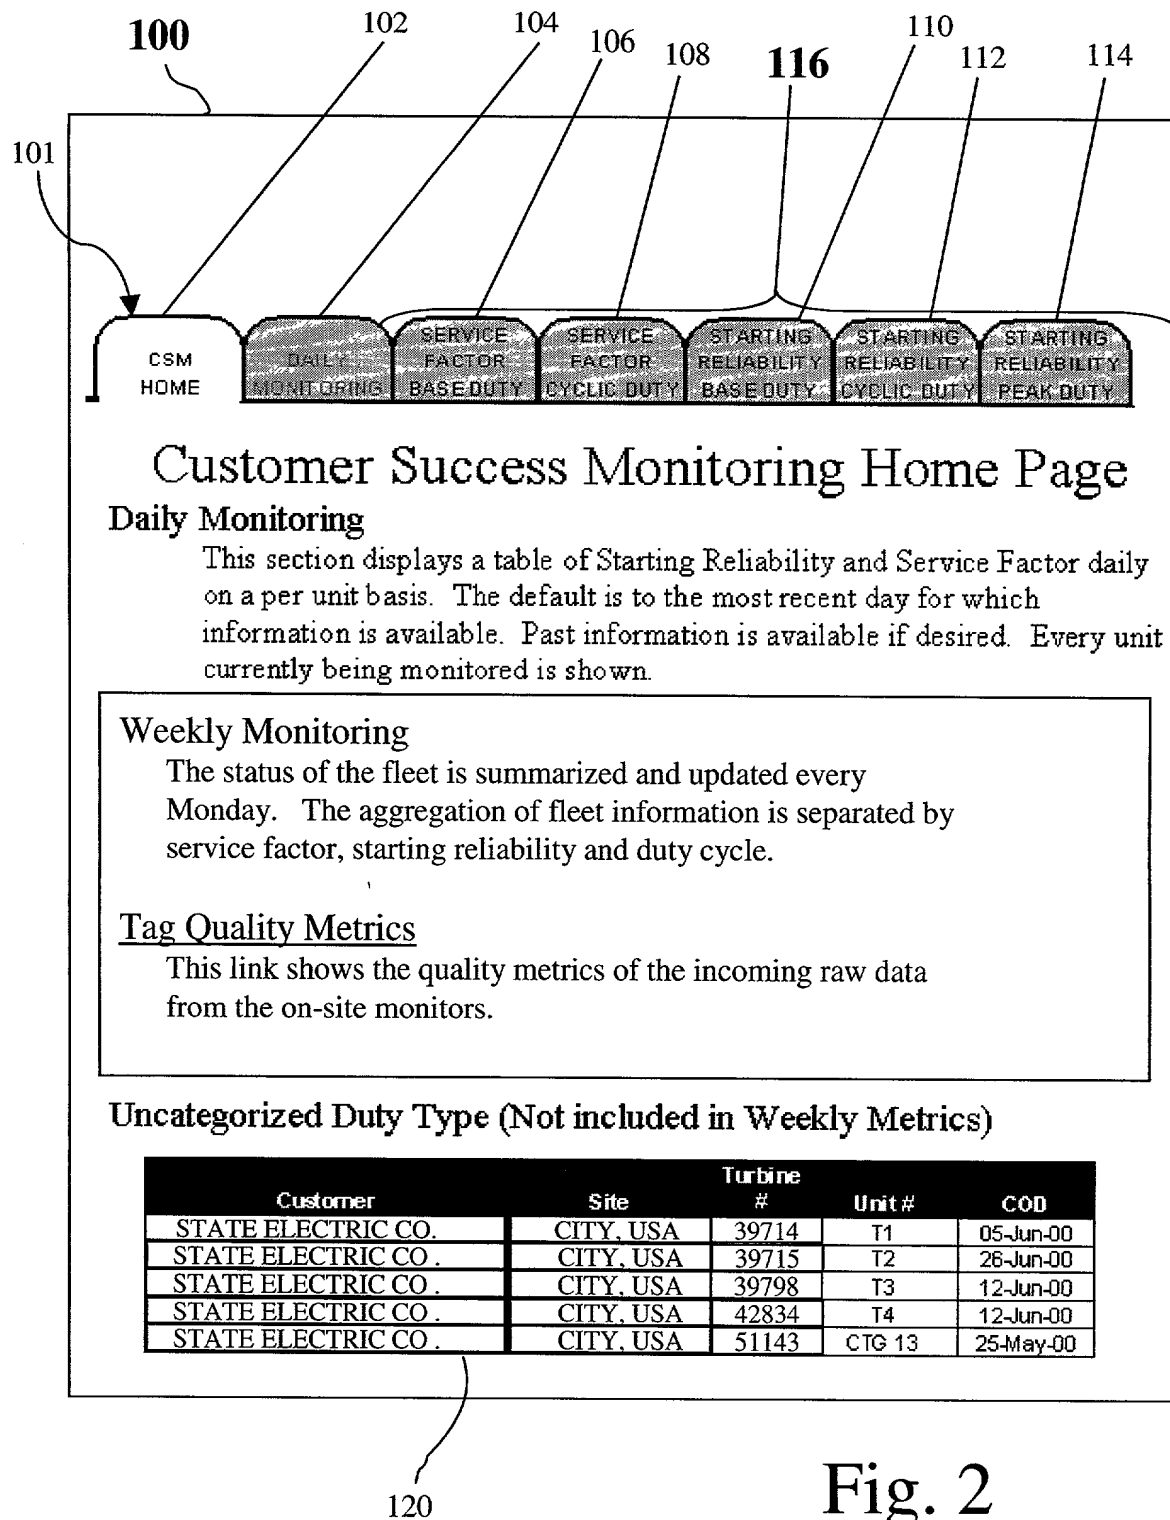 100
102
104
106
108
116
110
112
114
101
CSM
HOME
DAILY
MONITORING
SERVICE
FACTOR
BASE DUTY
SERVICE
FACTOR
CYCLIC DUTY
STARTING
RELIABILITY
BASE DUTY
STARTING
RELIABILITY
CYCLIC DUTY
STARTING
RELIABILITY
PEAK DUTY
Customer Success Monitoring Home Page
Daily Monitoring
This section displays a table of Starting Reliability and Service Factor daily
on a per unit basis. The default is to the most recent day for which
information is available. Past information is available if desired. Every unit
currently being monitored is shown.
Weekly Monitoring
The status of the fleet is summarized and updated every
Monday. The aggregation of fleet information is separated by
service factor, starting reliability and duty cycle.
Tag Quality Metrics
This link shows the quality metrics of the incoming raw data
from the on-site monitors.
Uncategorized Duty Type (Not included in Weekly Metrics)
Customer Site Turbine # Unit # COD
STATE ELECTRIC CO. CITY, USA 39714 T1 05-Jun-00
STATE ELECTRIC CO . CITY, USA 39715 T2 26-Jun-00
STATE ELECTRIC CO . CITY, USA 39798 T3 12-Jun-00
STATE ELECTRIC CO . CITY, USA 42834 T4 12-Jun-00
STATE ELECTRIC CO . CITY, USA 51143 CTG 13 25-May-00
120
Fig. 2